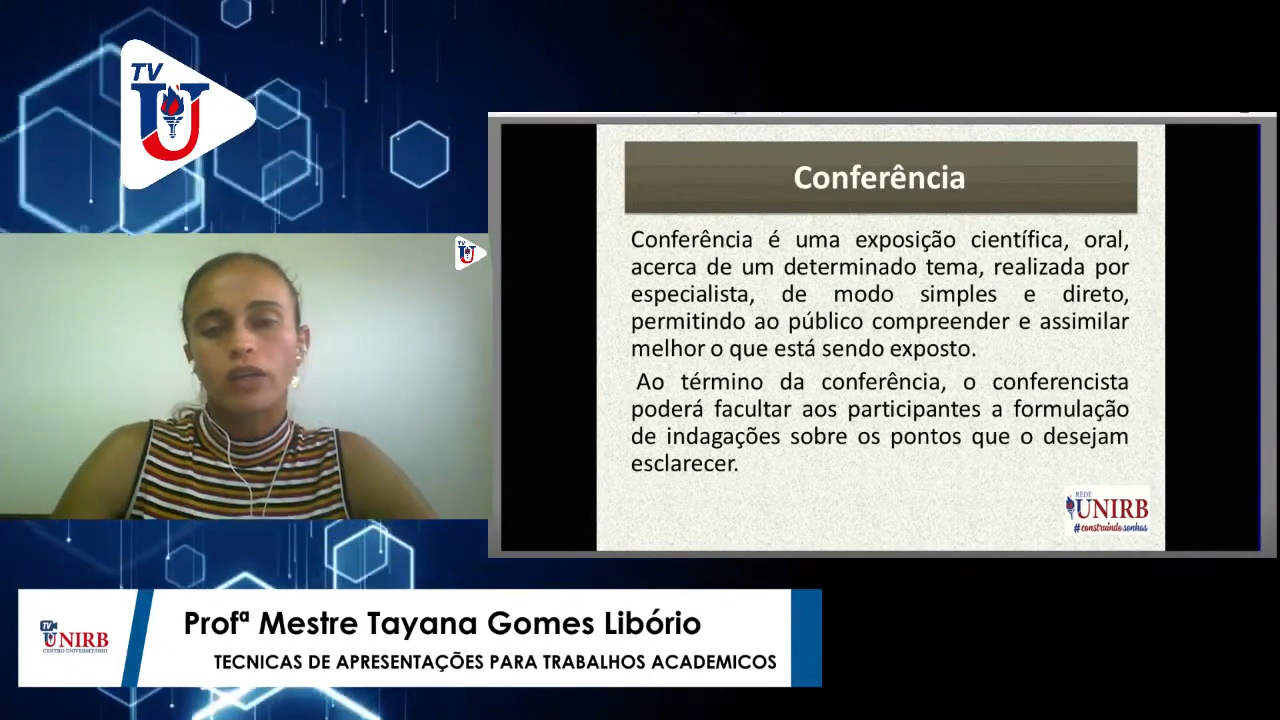 TV
U
TV
U
Conferência
Conferência é uma exposição científica, oral,
acerca de um determinado tema, realizada por
especialista, de modo simples e direto,
permitindo ao público compreender e assimilar
melhor o que está sendo exposto.
Ao término da conferência, o conferencista
poderá facultar aos participantes a formulação
de indagações sobre os pontos que o desejam
esclarecer.
REDE
UNIRB
#construindosonhos
Profª Mestre Tayana Gomes Libório
TECNICAS DE APRESENTAÇÕES PARA TRABALHOS ACADEMICOS
TV
UNIRB
CENTRO UNIVERSITÁRIO